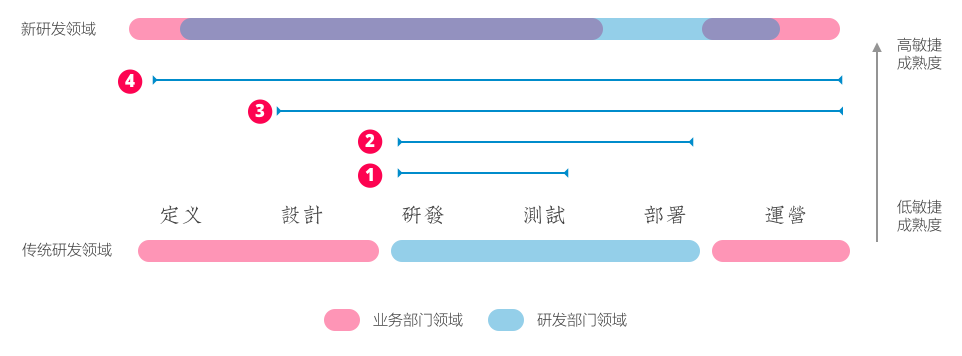 新研发领域
高敏捷
成熟度
4
3
2
1
定义 設計 研發 測試 部署 運營
低敏捷
成熟度
传统研发领域
业务部门领域 研发部门领域